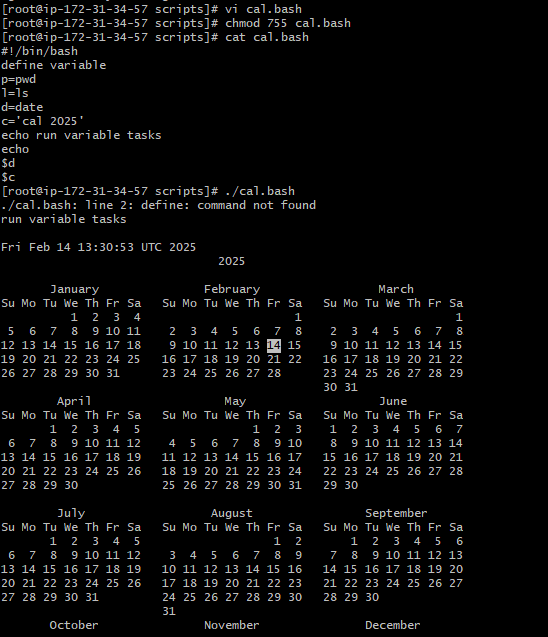 [root@ip-172-31-34-57 scripts]# vi cal.bash
[root@ip-172-31-34-57 scripts]# chmod 755 cal.bash
[root@ip-172-31-34-57 scripts]# cat cal.bash
#!/bin/bash
define variable
p=pwd
l=ls
d=date
c='cal 2025'
echo run variable tasks
echo
$d
$c
[root@ip-172-31-34-57 scripts]# ./cal.bash
./cal.bash: line 2: define: command not found
run variable tasks
Fri Feb 14 13:30:53 UTC 2025
2025
January February March
Su Mo Tu We Th Fr Sa Su Mo Tu We Th Fr Sa Su Mo Tu We Th Fr Sa
1 2 3 4 1 1
5 6 7 8 9 10 11 2 3 4 5 6 7 8 2 3 4 5 6 7 8
12 13 14 15 16 17 18 9 10 11 12 13 14 15 9 10 11 12 13 14 15
19 20 21 22 23 24 25 16 17 18 19 20 21 22 16 17 18 19 20 21 22
26 27 28 29 30 31 23 24 25 26 27 28 23 24 25 26 27 28 29
30 31
April May June
Su Mo Tu We Th Fr Sa Su Mo Tu We Th Fr Sa Su Mo Tu We Th Fr Sa
1 2 3 4 5 1 2 3 1 2 3 4 5 6 7
6 7 8 9 10 11 12 4 5 6 7 8 9 10 8 9 10 11 12 13 14
13 14 15 16 17 18 19 11 12 13 14 15 16 17 15 16 17 18 19 20 21
20 21 22 23 24 25 26 18 19 20 21 22 23 24 22 23 24 25 26 27 28
27 28 29 30 25 26 27 28 29 30 31 29 30
July August September
Su Mo Tu We Th Fr Sa Su Mo Tu We Th Fr Sa Su Mo Tu We Th Fr Sa
1 2 3 4 5 1 2 1 2 3 4 5 6
6 7 8 9 10 11 12 3 4 5 6 7 8 9 7 8 9 10 11 12 13
13 14 15 16 17 18 19 10 11 12 13 14 15 16 14 15 16 17 18 19 20
20 21 22 23 24 25 26 17 18 19 20 21 22 23 21 22 23 24 25 26 27
27 28 29 30 31 24 25 26 27 28 29 30 28 29 30
31
October November December